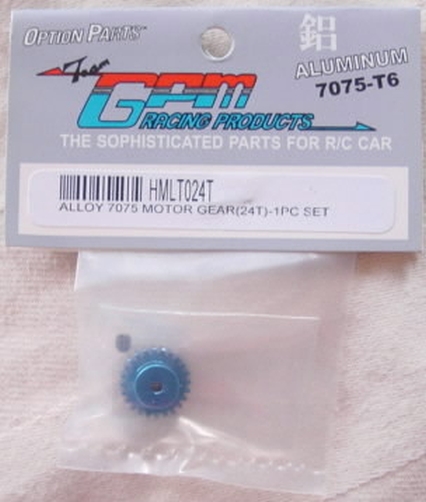 OPTION PARTS
鋁
ALUMINUM
7075-T6
Team
GPM
RACING PRODUCTS
THE SOPHISTICATED PARTS FOR R/C CAR
HMLT024T
ALLOY 7075 MOTOR GEAR(24T)-1PC SET